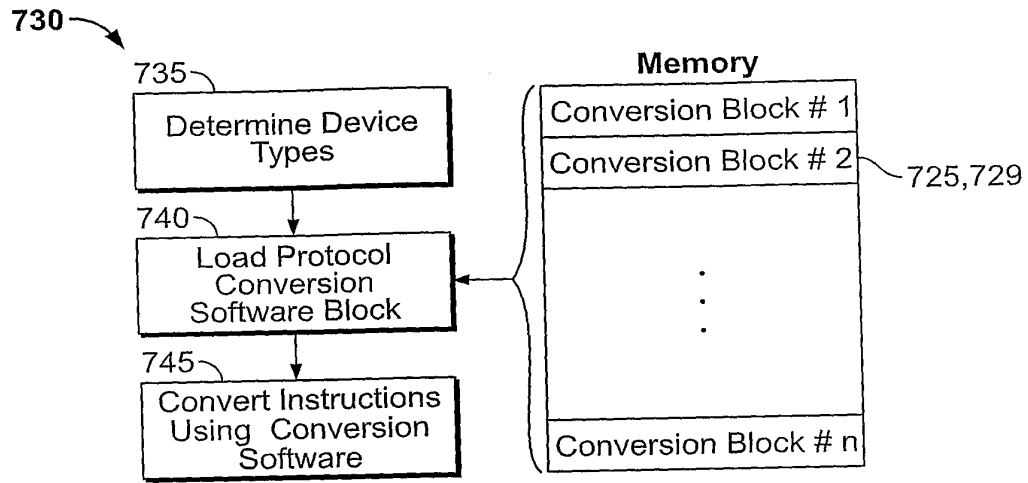 730
735
Determine Device
Types
740
Load Protocol
Conversion
Software Block
745
Convert Instructions
Using Conversion
Software
Memory
Conversion Block # 1
Conversion Block # 2
725,729
Conversion Block # n